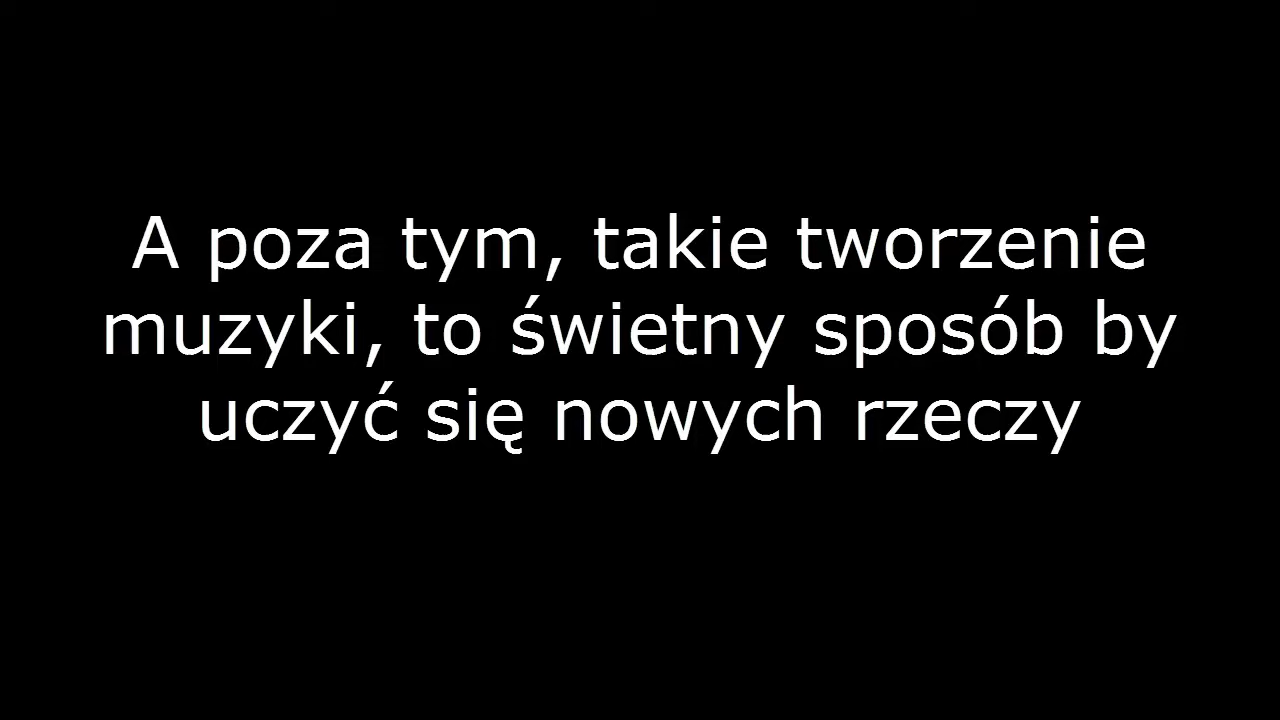 A poza tym, takie tworzenie
muzyki, to świetny sposób by
uczyć się nowych rzeczy